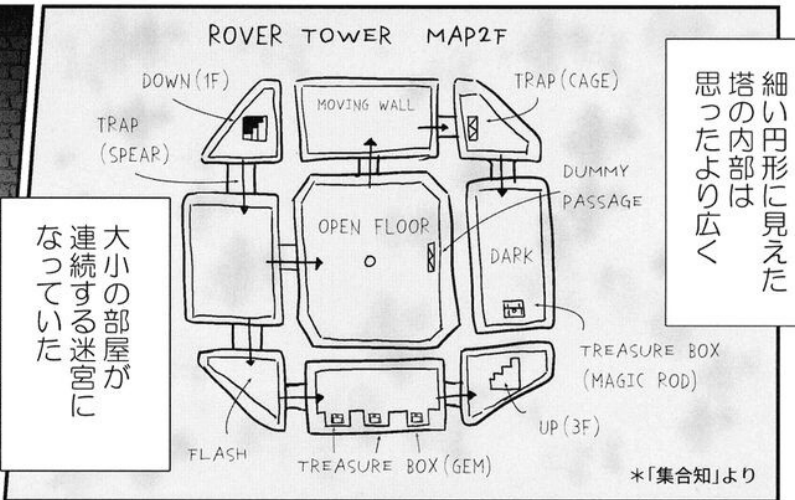 ROVER TOWER MAP2F
細い円形に見えた
塔の内部は
思ったより広く
DOWN(1F)
TRAP
(SPEAR)
MOVING WALL
TRAP(CAGE)
DUMMY
PASSAGE
OPEN FLOOR
DARK
TREASURE BOX
(MAGIC ROD)
UP(3F)
FLASH
TREASURE BOX(GEM)
大小の部屋が
連続する迷宮に
なっていた
*「集合知」より